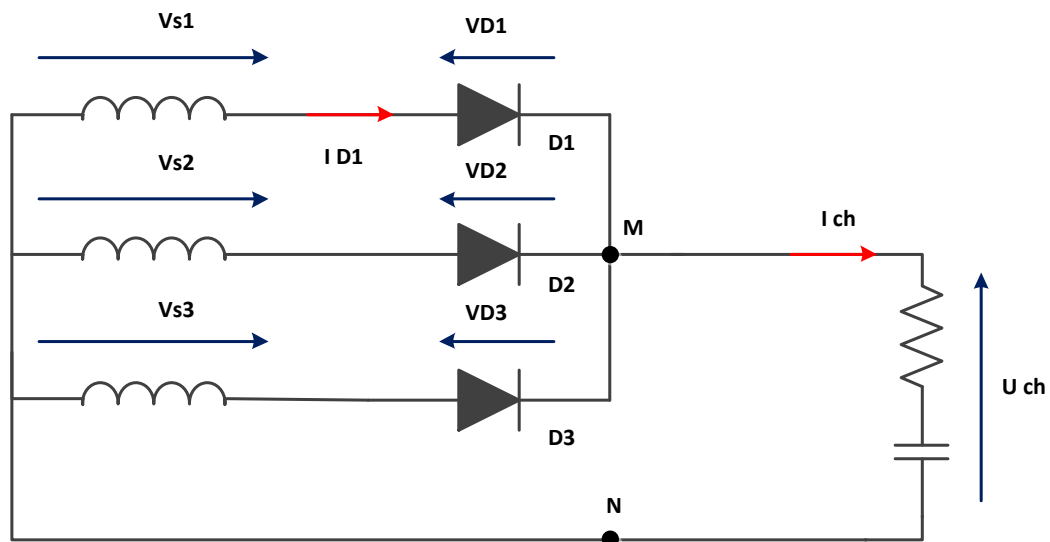 Vs1
VD1
I D1
D1
Vs2
VD2
M
I ch
D2
Vs3
VD3
U ch
D3
N